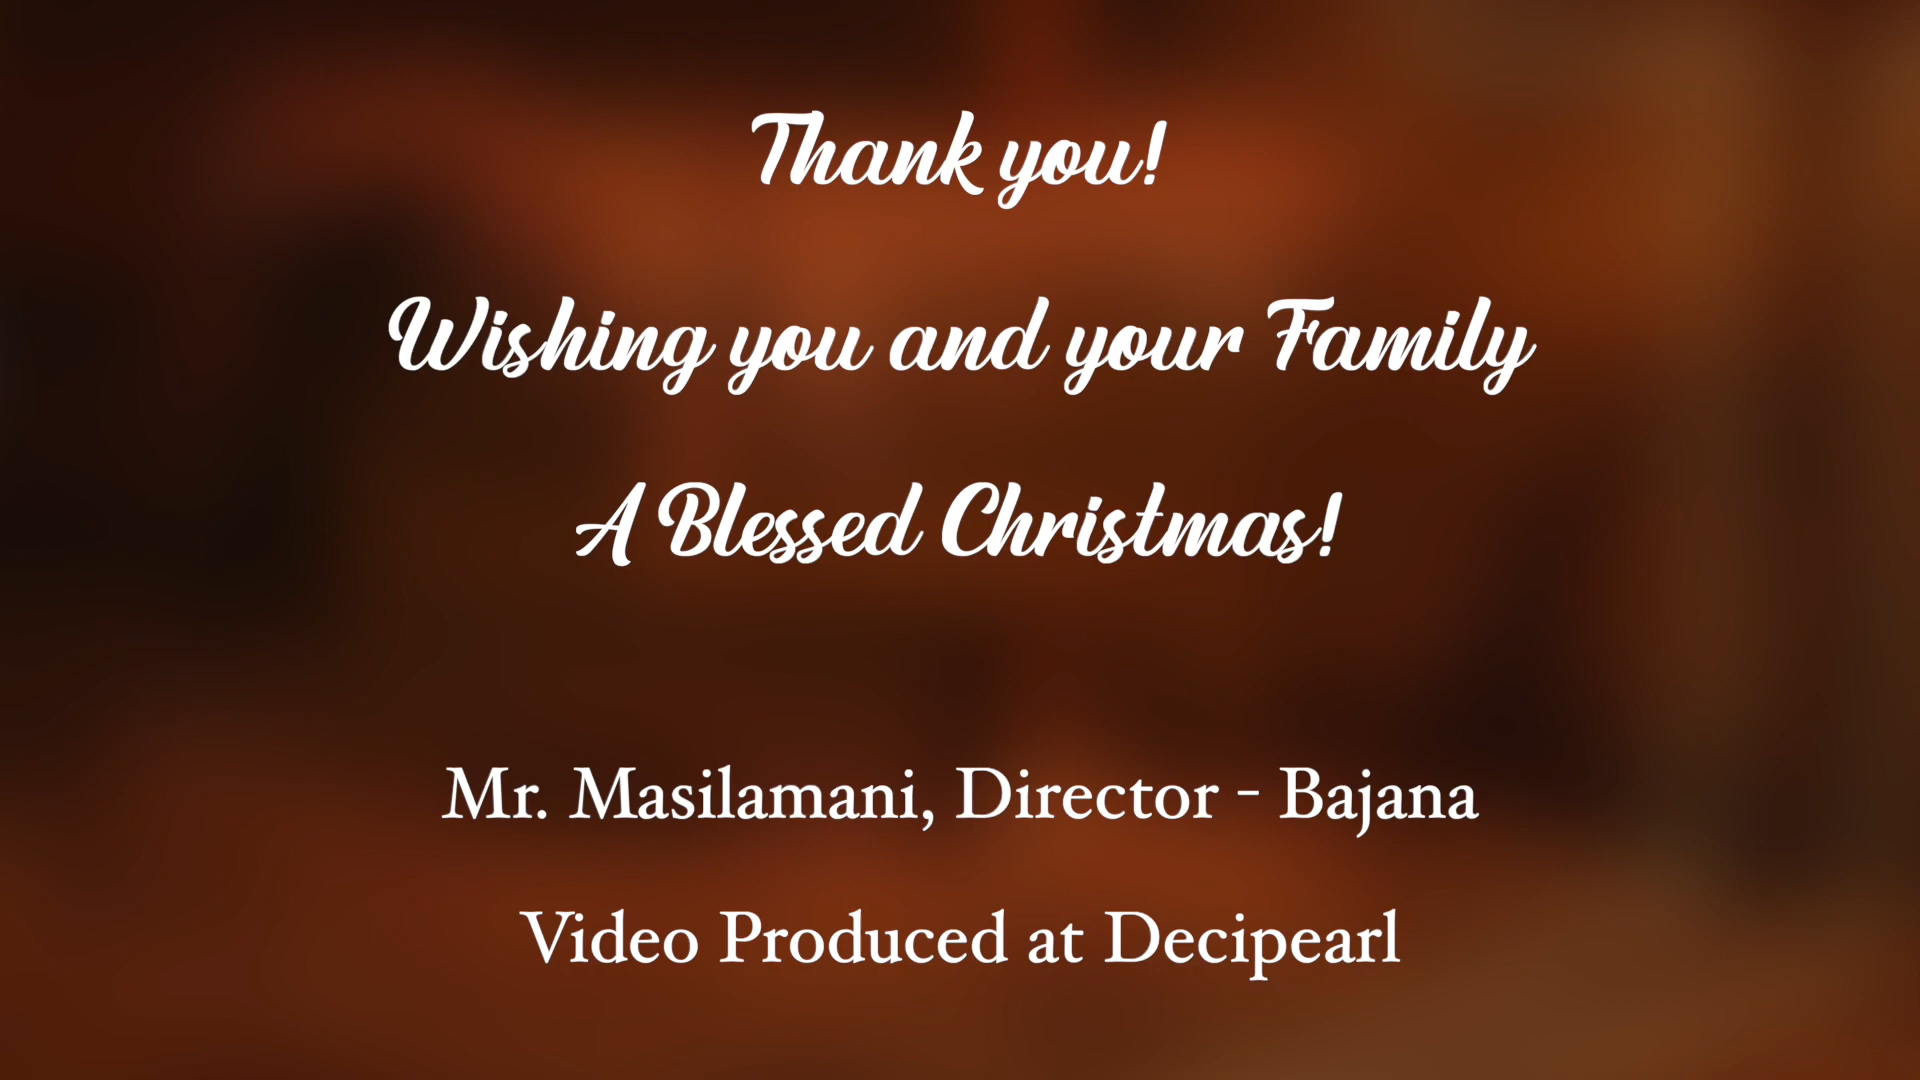 Thank you!
Wishing you and your Family
A Blessed Christmas!
Mr. Masilamani, Director - Bajana
Video Produced at Decipearl